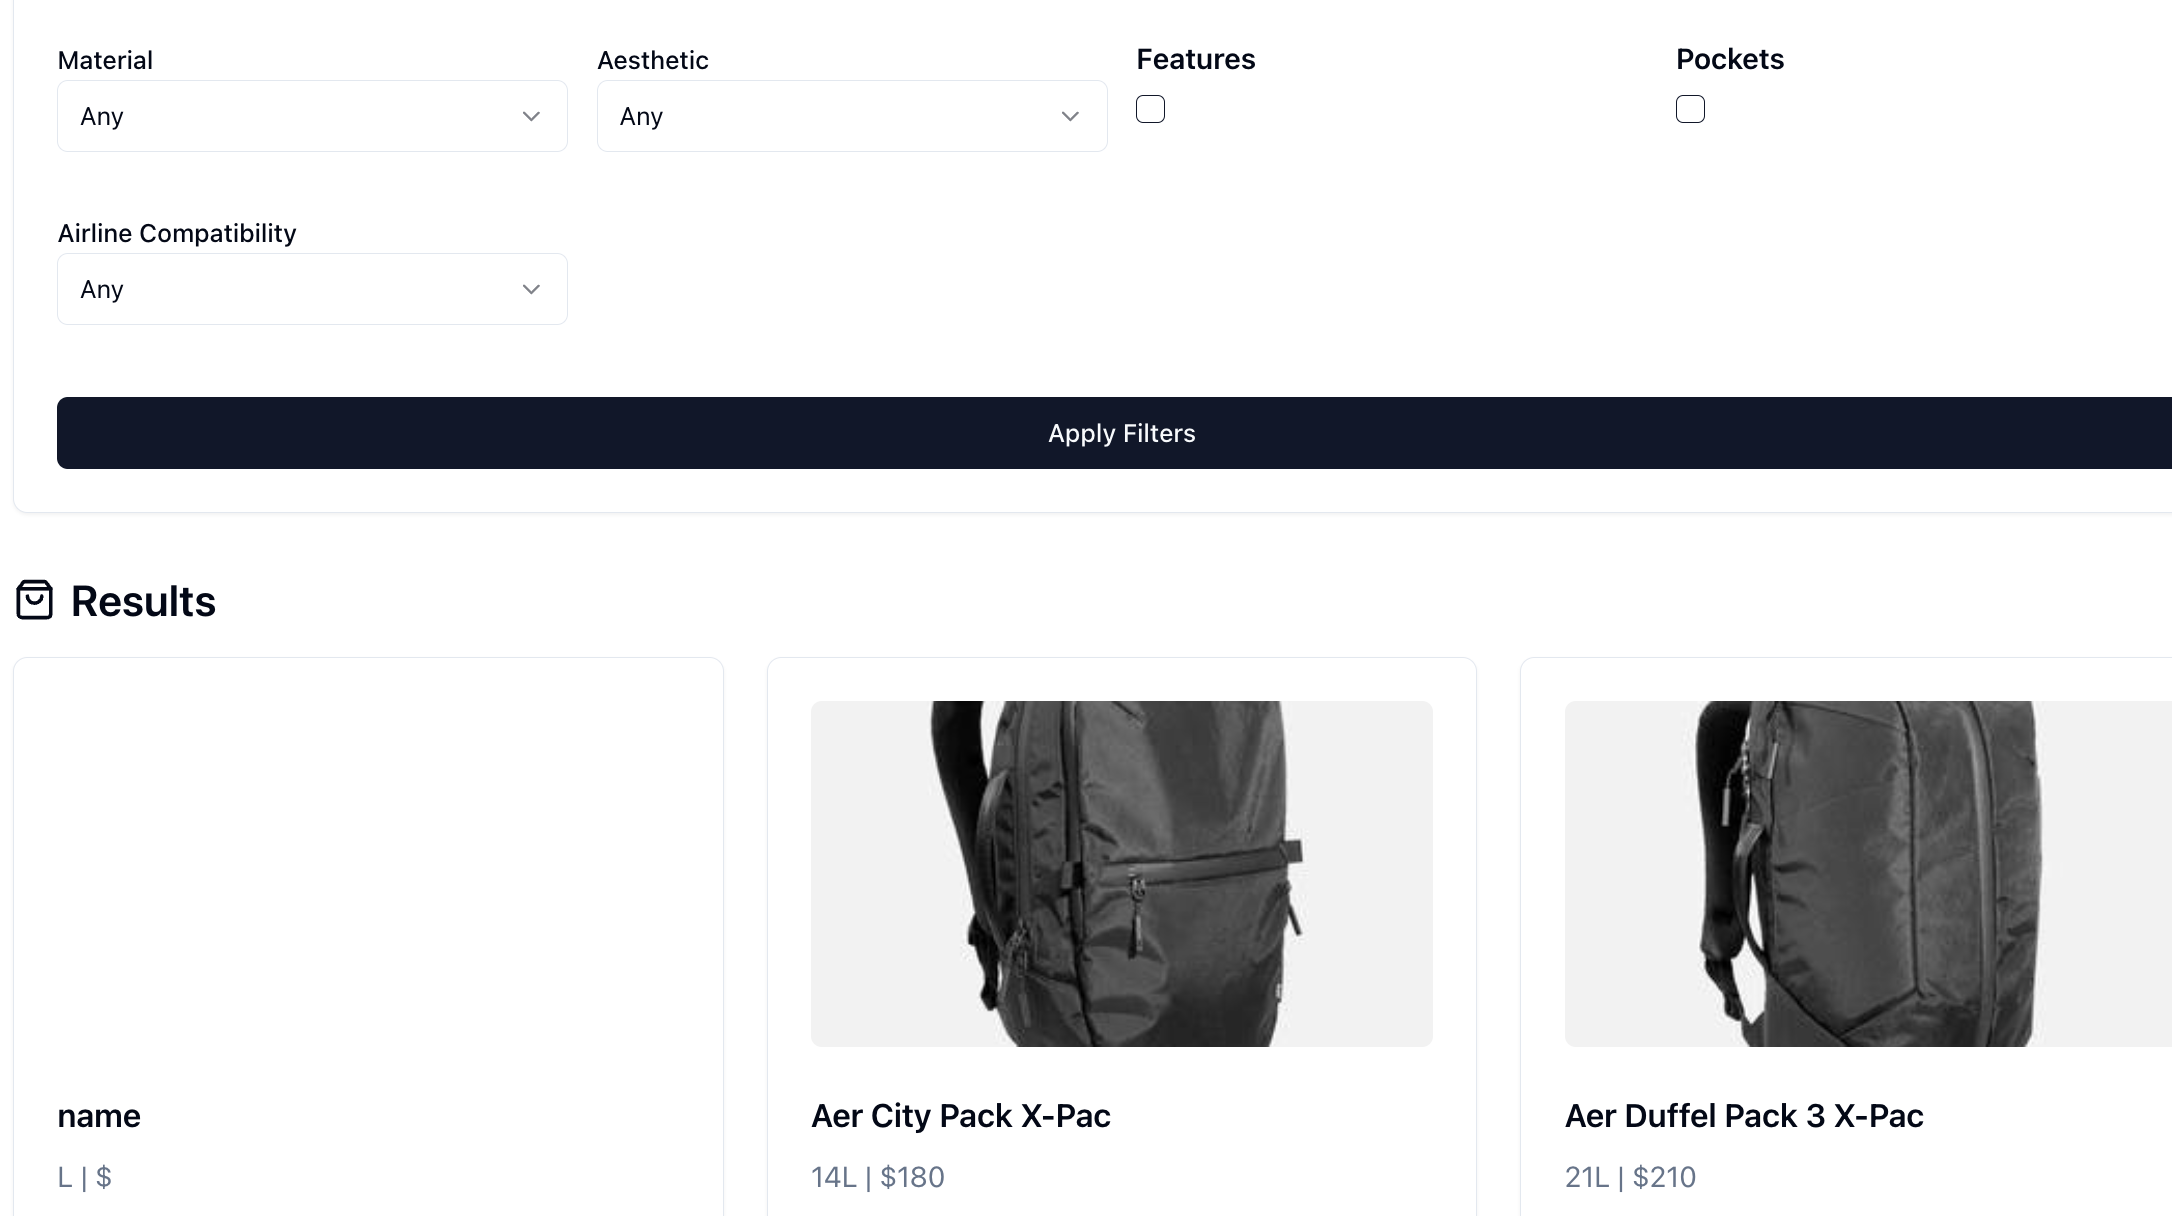 Material
Aesthetic
Features
Pockets
Any
Any
Airline Compatibility
Any
Apply Filters
Results
name
L | $
Aer City Pack X-Pac
14L | $180
Aer Duffel Pack 3 X-Pac
21L | $210